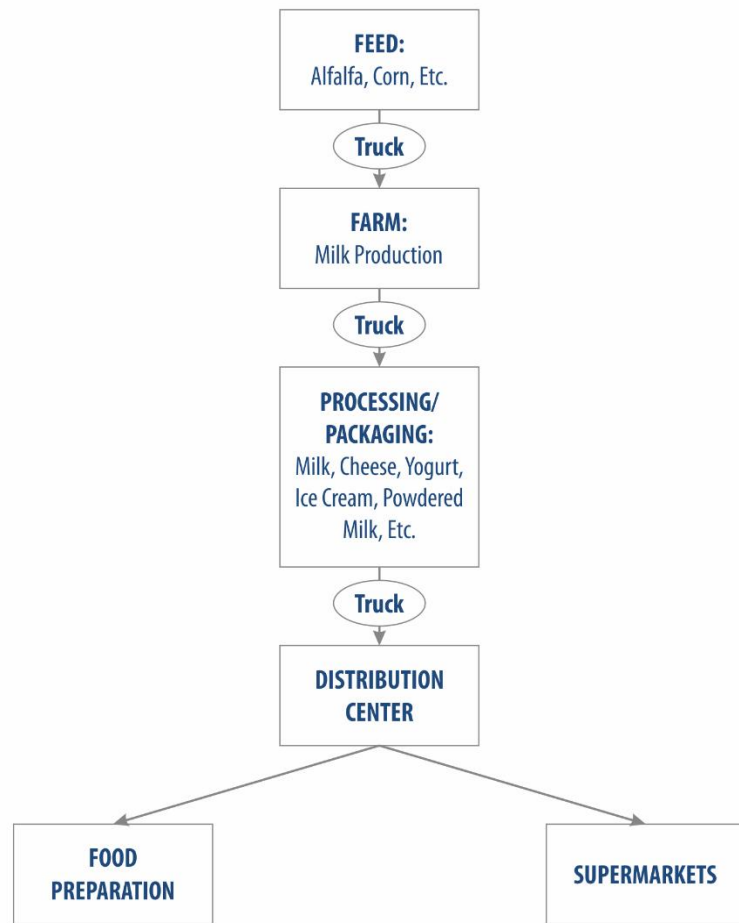 FEED:
Alfalfa, Corn, Etc.
Truck
FARM:
Milk Production
Truck
PROCESSING/
PACKAGING:
Milk, Cheese, Yogurt,
Ice Cream, Powdered
Milk, Etc.
Truck
DISTRIBUTION
CENTER
FOOD
PREPARATION
SUPERMARKETS